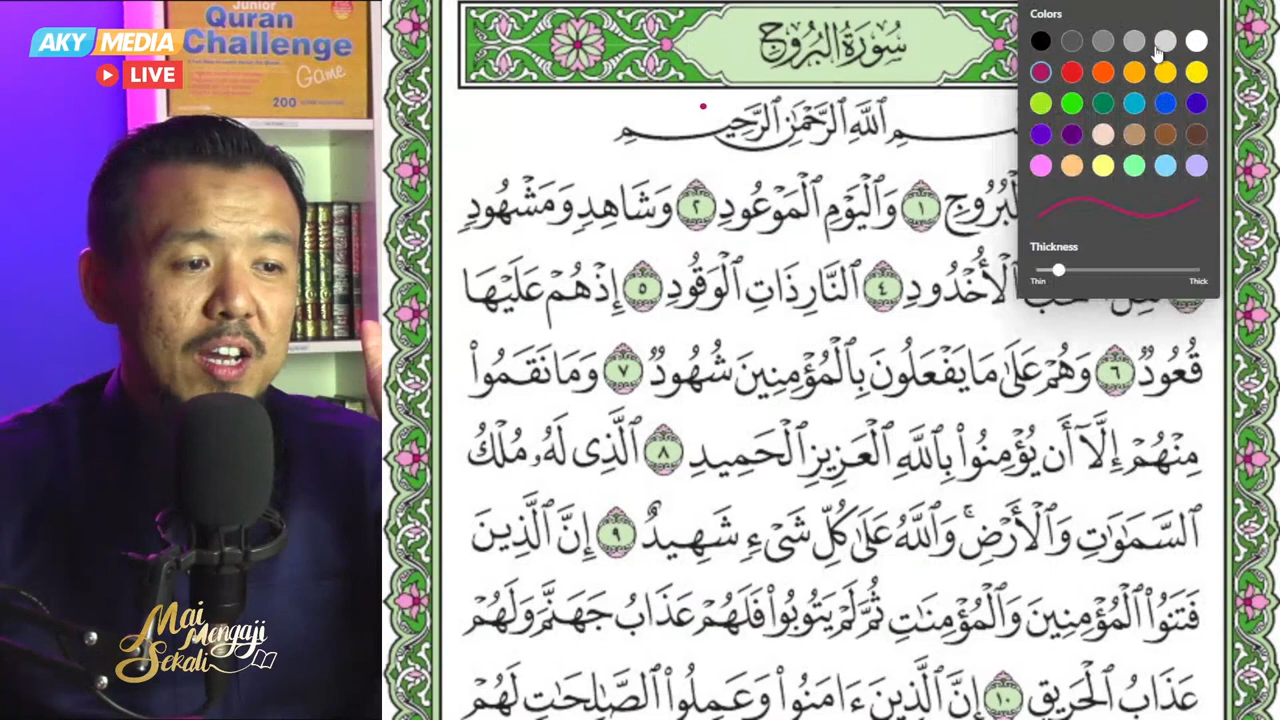 AKY MEDIA
LIVE
Junior
Quran
Challenge
Game
200
Mai
Mengaji
Sekali
سُورَةُ البُرُوجِ
ٱللَّهِ ٱلرَّحْمَٰنِ ٱلرَّحِيمِ
ٱلْبُرُوجِ ١ وَٱلْيَوْمِ ٱلْمَوْعُودِ ٢ وَشَاهِدٍ وَمَشْهُودٍ
ٱلْأُخْدُودِ ٤ ٱلنَّارِ ذَاتِ ٱلْوَقُودِ ٥ إِذْ هُمْ عَلَيْهَا
قُعُودٌ ٦ وَهُمْ عَلَىٰ مَا يَفْعَلُونَ بِٱلْمُؤْمِنِينَ شُهُودٌ ٧ وَمَا نَقَمُوا۟
مِنْهُمْ إِلَّآ أَن يُؤْمِنُوا۟ بِٱللَّهِ ٱلْعَزِيزِ ٱلْحَمِيدِ ٨ ٱلَّذِى لَهُۥ مُلْكُ
ٱلسَّمَٰوَٰتِ وَٱلْأَرْضِ ۚ وَٱللَّهُ عَلَىٰ كُلِّ شَىْءٍ شَهِيدٌ ٩ إِنَّ ٱلَّذِينَ
فَتَنُوا۟ ٱلْمُؤْمِنِينَ وَٱلْمُؤْمِنَٰتِ ثُمَّ لَمْ يَتُوبُوا۟ فَلَهُمْ عَذَابُ جَهَنَّمَ وَلَهُمْ
عَذَابُ ٱلْحَرِيقِ ١٠ إِنَّ ٱلَّذِينَ ءَامَنُوا۟ وَعَمِلُوا۟ ٱلصَّٰلِحَٰتِ لَهُمْ
Colors
Thickness
Thin
Thick